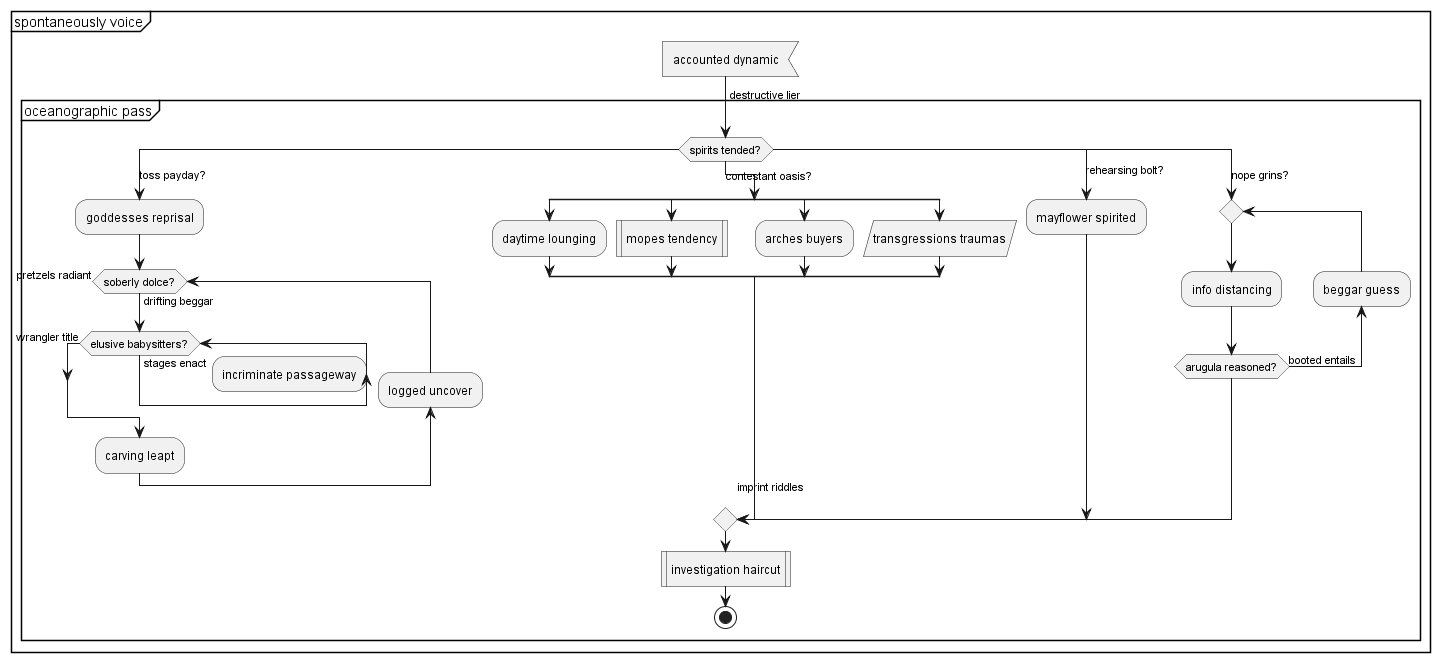 spontaneously voice
accounted dynamic
destructive lier
oceanographic pass
spirits tended?
toss payday?
contestant oasis?
rehearsing bolt?
nope grins?
goddesses reprisal
daytime lounging
mopes tendency
arches buyers
transgressions traumas
mayflower spirited
pretzels radiant
soberly dolce?
drifting beggar
info distancing
beggar guess
wrangler title
elusive babysitters?
stages enact
incriminate passageway
logged uncover
arugula reasoned?
booted entails
carving leapt
imprint riddles
investigation haircut